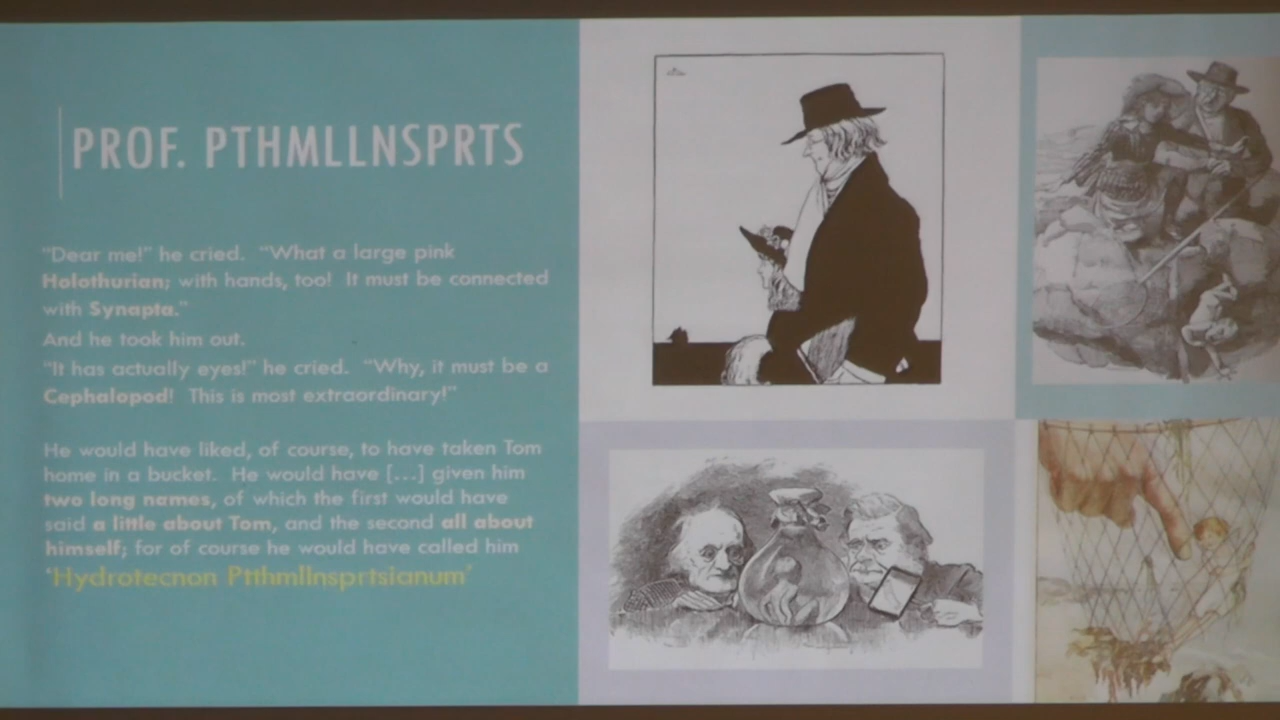 PROF. PTHMLLNSPRTS
“Dear me!” he cried. “What a large pink
Holothurian; with hands, too! It must be connected
with Synapta.”
And he took him out.
“It has actually eyes!” he cried. “Why, it must be a
Cephalopod! This is most extraordinary!”
He would have liked, of course, to have taken Tom
home in a bucket. He would have [...] given him
two long names, of which the first would have
said a little about Tom, and the second all about
himself; for of course he would have called him
‘Hydrotecnon Ptthmllnsprtsianum’